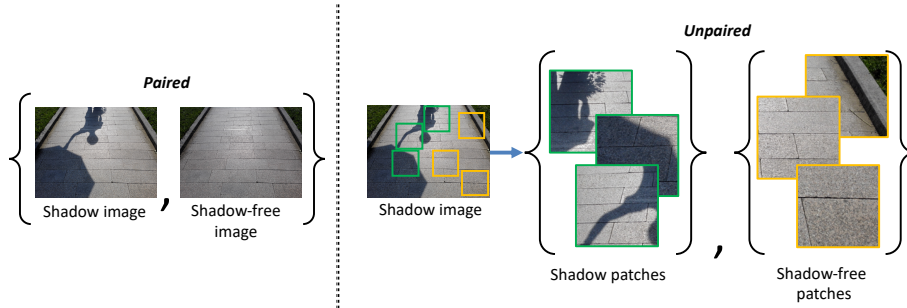 Paired
Shadow image
,
Shadow-free
image
Unpaired
Shadow image
Shadow patches
,
Shadow-free
patches